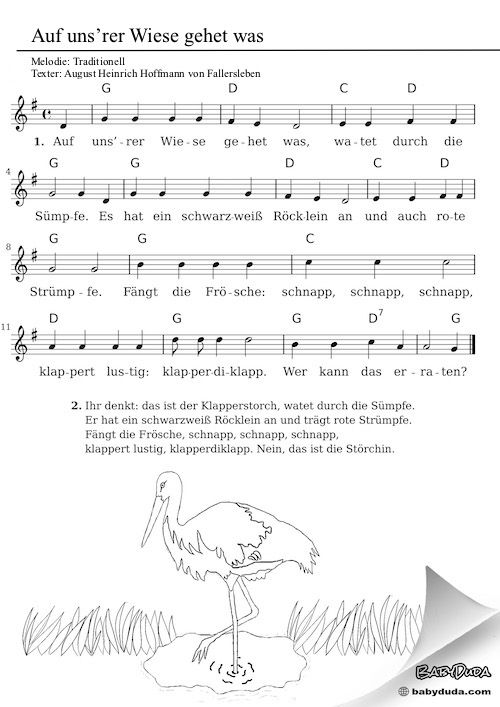 Auf uns'rer Wiese gehet was
Melodie: Traditionell
Texter: August Heinrich Hoffmann von Fallersleben
G D C D
1. Auf uns'-rer Wie-se ge-het was, wa-tet durch die
4 G G D C D
Sümp-fe. Es hat ein schwarz-weiß Röck-lein an und auch ro-te
8 G G C
Strümp-fe. Fängt die Frö-sche: schnapp, schnapp, schnapp,
11 D G G D7 G
klap-pert lus-tig: klap-per-di-klapp. Wer kann das er-ra-ten?
2. Ihr denkt: das ist der Klapperstorch, watet durch die Sümpfe.
Er hat ein schwarzweiß Röcklein an und trägt rote Strümpfe.
Fängt die Frösche, schnapp, schnapp, schnapp,
klappert lustig, klapperdiklapp. Nein, das ist die Störchin.
BABYDUDA
babyduda.com